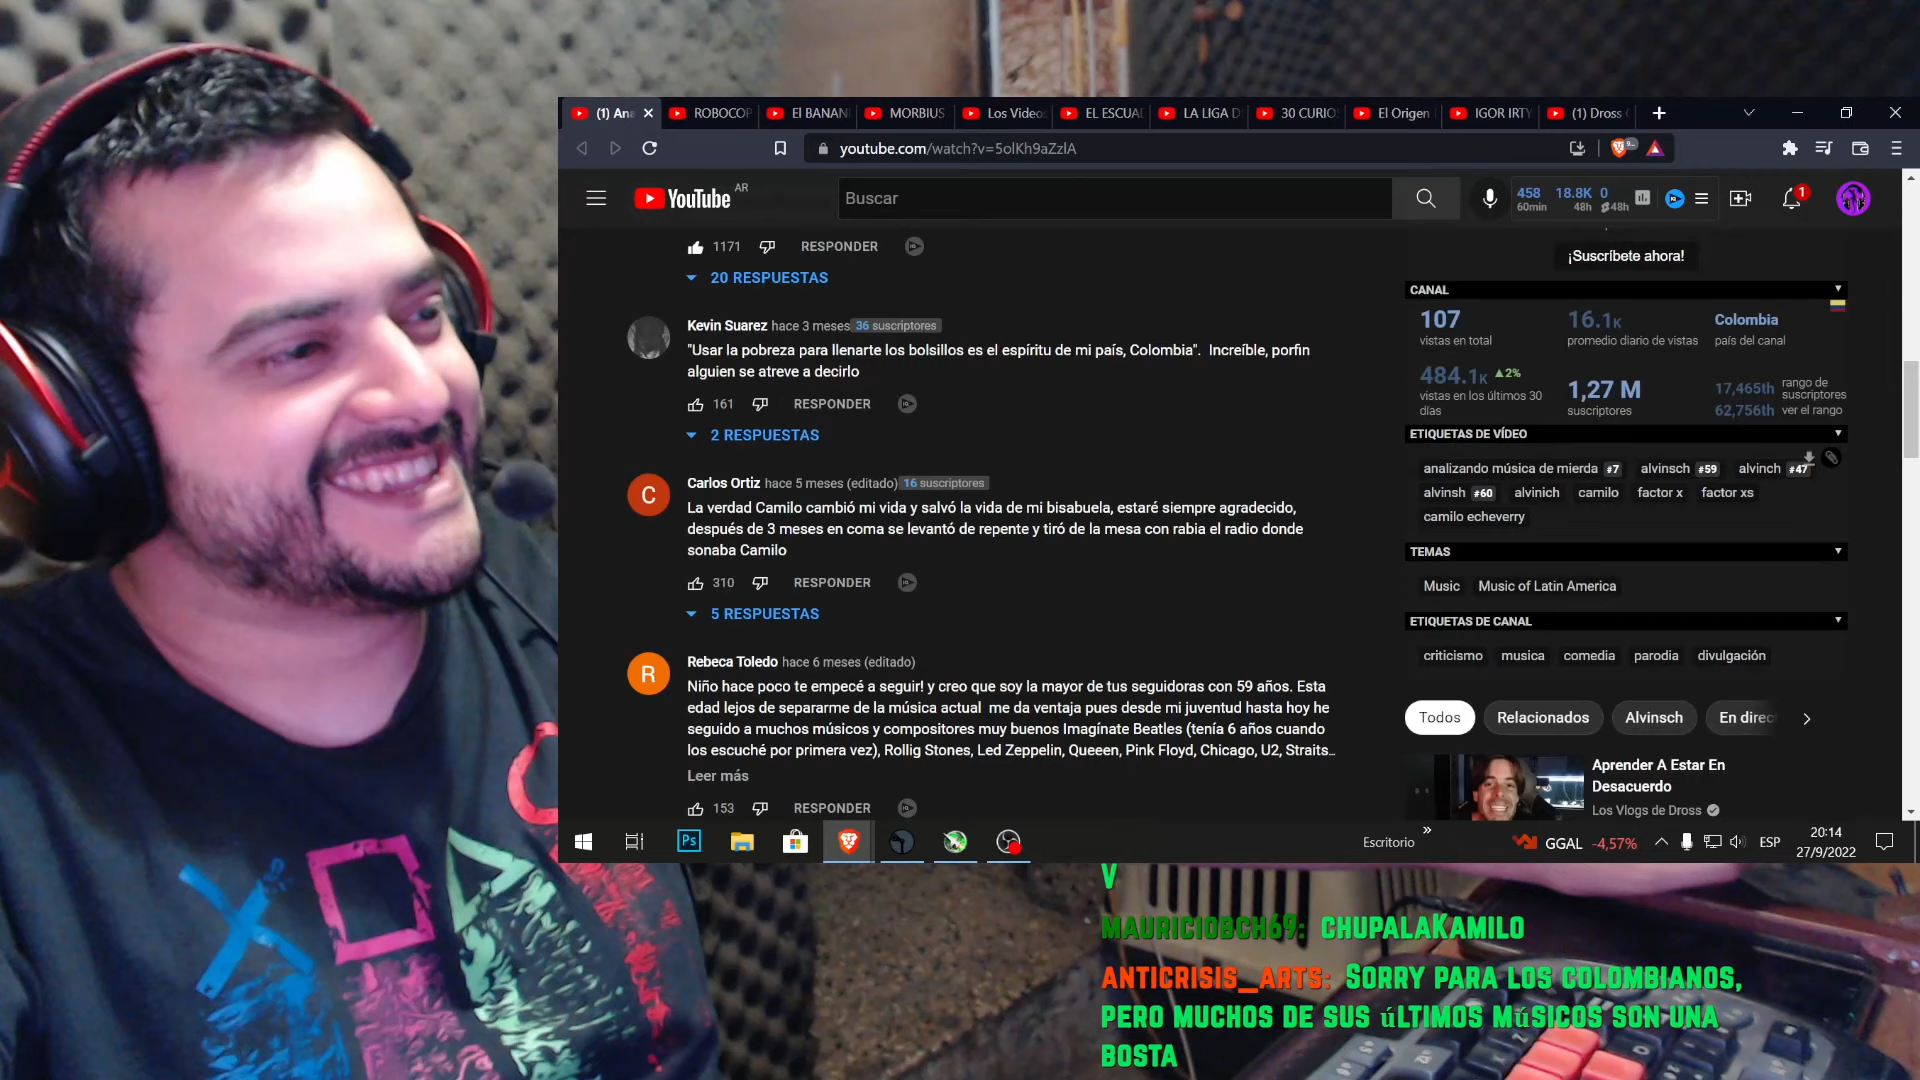 (1) Ana
ROBOCOP
El BANANI
MORBIUS
Los Videos
EL ESCUAD
LA LIGA D
30 CURIO
El Origen
IGOR IRTY
(1) Dross
youtube.com/watch?v=5olKh9aZzlA
YouTube AR
Buscar
458 18.8K 0
60min 48h 48h
1
1171 RESPONDER
20 RESPUESTAS
Kevin Suarez hace 3 meses 36 suscriptores
"Usar la pobreza para llenarte los bolsillos es el espíritu de mi país, Colombia". Increíble, porfin
alguien se atreve a decirlo
161 RESPONDER
2 RESPUESTAS
C
Carlos Ortiz hace 5 meses (editado) 16 suscriptores
La verdad Camilo cambió mi vida y salvó la vida de mi bisabuela, estaré siempre agradecido,
después de 3 meses en coma se levantó de repente y tiró de la mesa con rabia el radio donde
sonaba Camilo
310 RESPONDER
5 RESPUESTAS
R
Rebeca Toledo hace 6 meses (editado)
Niño hace poco te empecé a seguir! y creo que soy la mayor de tus seguidoras con 59 años. Esta
edad lejos de separarme de la música actual me da ventaja pues desde mi juventud hasta hoy he
seguido a muchos músicos y compositores muy buenos Imagínate Beatles (tenía 6 años cuando
los escuché por primera vez), Rollig Stones, Led Zeppelin, Queeen, Pink Floyd, Chicago, U2, Straits...
Leer más
153 RESPONDER
¡Suscríbete ahora!
CANAL
107 16.1K Colombia
vistas en total promedio diario de vistas país del canal
484.1K ▲2% 1,27 M 17,465th rango de suscriptores
vistas en los últimos 30 días suscriptores 62,756th ver el rango
ETIQUETAS DE VÍDEO
analizando música de mierda #7 alvinsch #59 alvinch #47
alvinsh #60 alvinich camilo factor x factor xs
camilo echeverry
TEMAS
Music Music of Latin America
ETIQUETAS DE CANAL
criticismo musica comedia parodia divulgación
Todos Relacionados Alvinsch En direc
Aprender A Estar En
Desacuerdo
Los Vlogs de Dross
Ps
Escritorio » GGAL -4,57% ESP 20:14
27/9/2022
V
MAURICIOBCH69: CHUPALAKAMILO
ANTICRISIS_ARTS: SORRY PARA LOS COLOMBIANOS,
PERO MUCHOS DE SUS úLTIMOS MúSICOS SON UNA
BOSTA